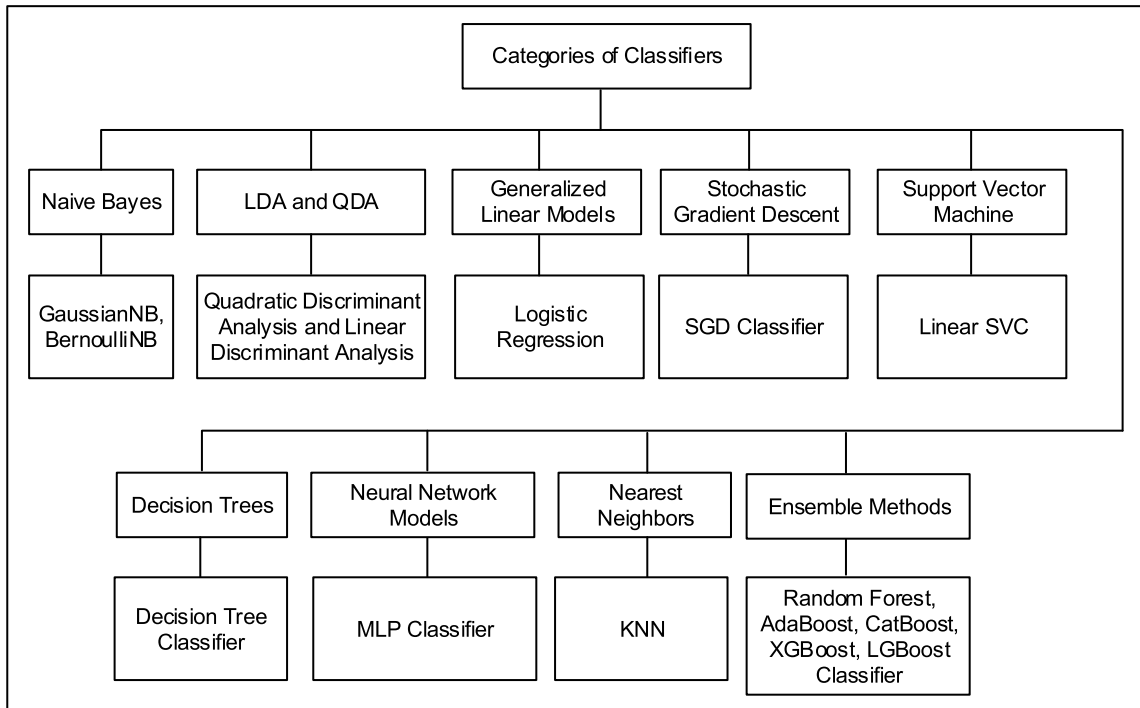 Categories of Classifiers
Naive Bayes
LDA and QDA
Generalized
Linear Models
Stochastic
Gradient Descent
Support Vector
Machine
GaussianNB,
BernoulliNB
Quadratic Discriminant
Analysis and Linear
Discriminant Analysis
Logistic
Regression
SGD Classifier
Linear SVC
Decision Trees
Neural Network
Models
Nearest
Neighbors
Ensemble Methods
Decision Tree
Classifier
MLP Classifier
KNN
Random Forest,
AdaBoost, CatBoost,
XGBoost, LGBoost
Classifier